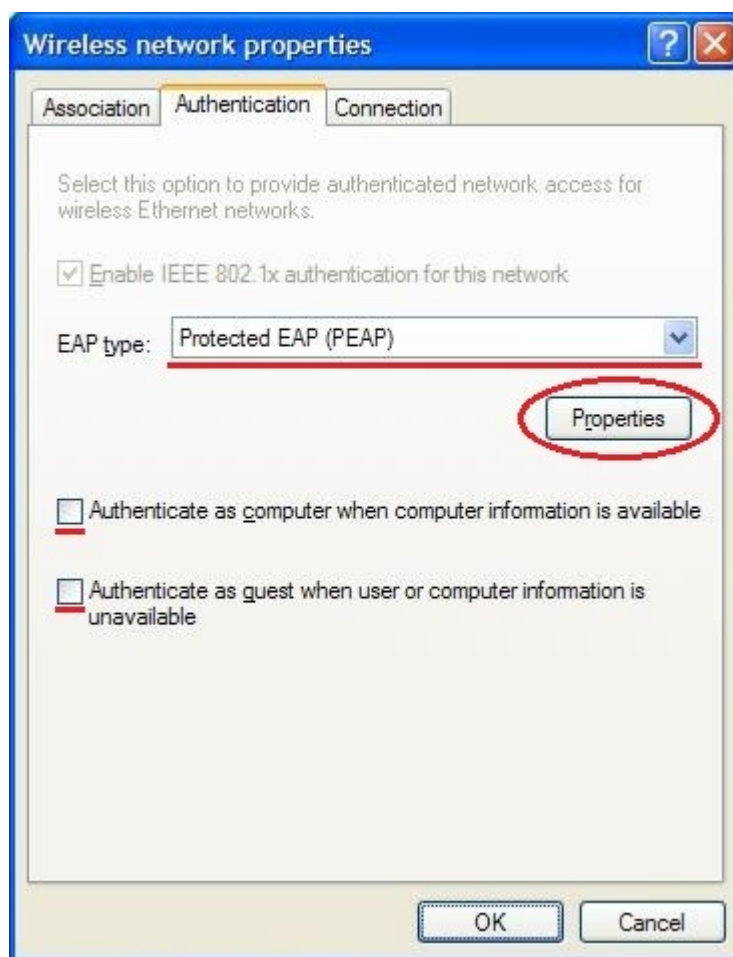 Wireless network properties
Association Authentication Connection
Select this option to provide authenticated network access for
wireless Ethernet networks.
Enable IEEE 802.1x authentication for this network
EAP type: Protected EAP (PEAP)
Properties
Authenticate as computer when computer information is available
Authenticate as guest when user or computer information is
unavailable
OK Cancel